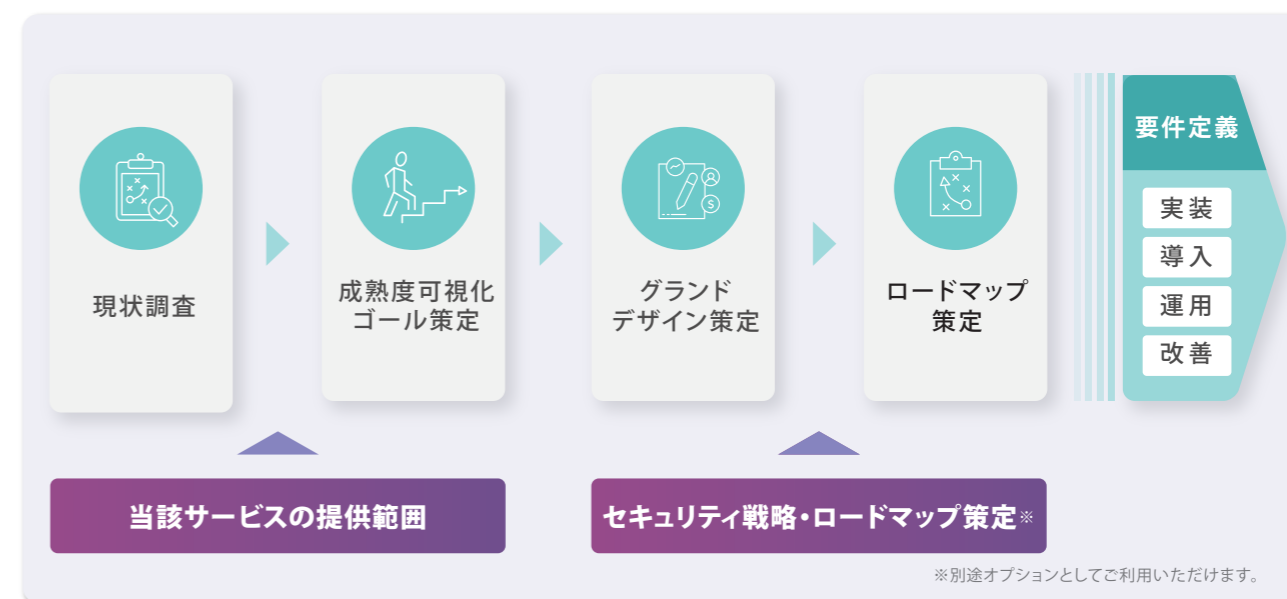 現状調査
成熟度可視化
ゴール策定
グランド
デザイン策定
ロードマップ
策定
要件定義
実装
導入
運用
改善
当該サービスの提供範囲
セキュリティ戦略・ロードマップ策定※
※別途オプションとしてご利用いただけます。